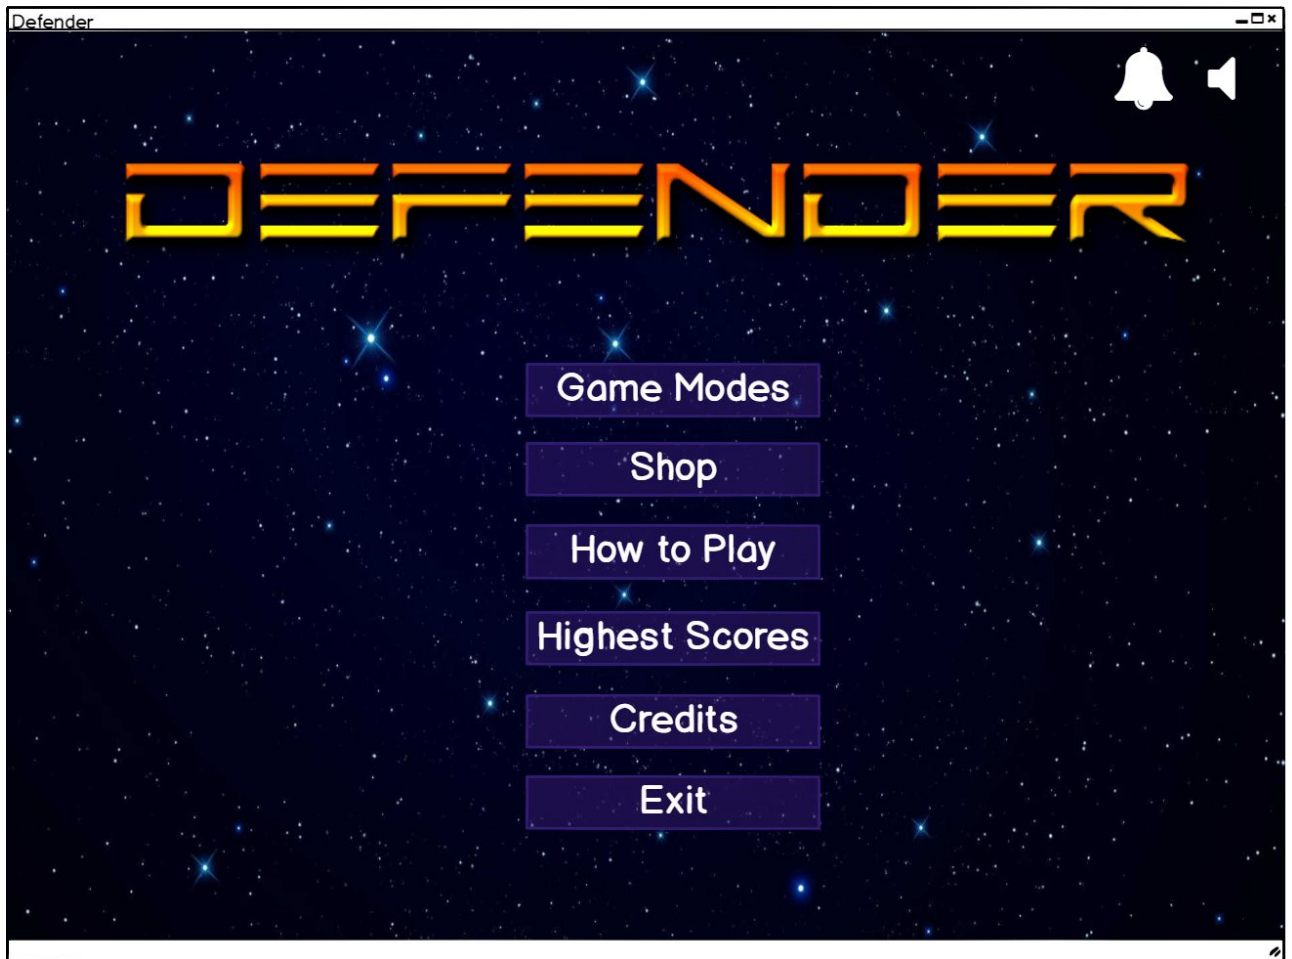 Defender
DEFENDER
Game Modes
Shop
How to Play
Highest Scores
Credits
Exit